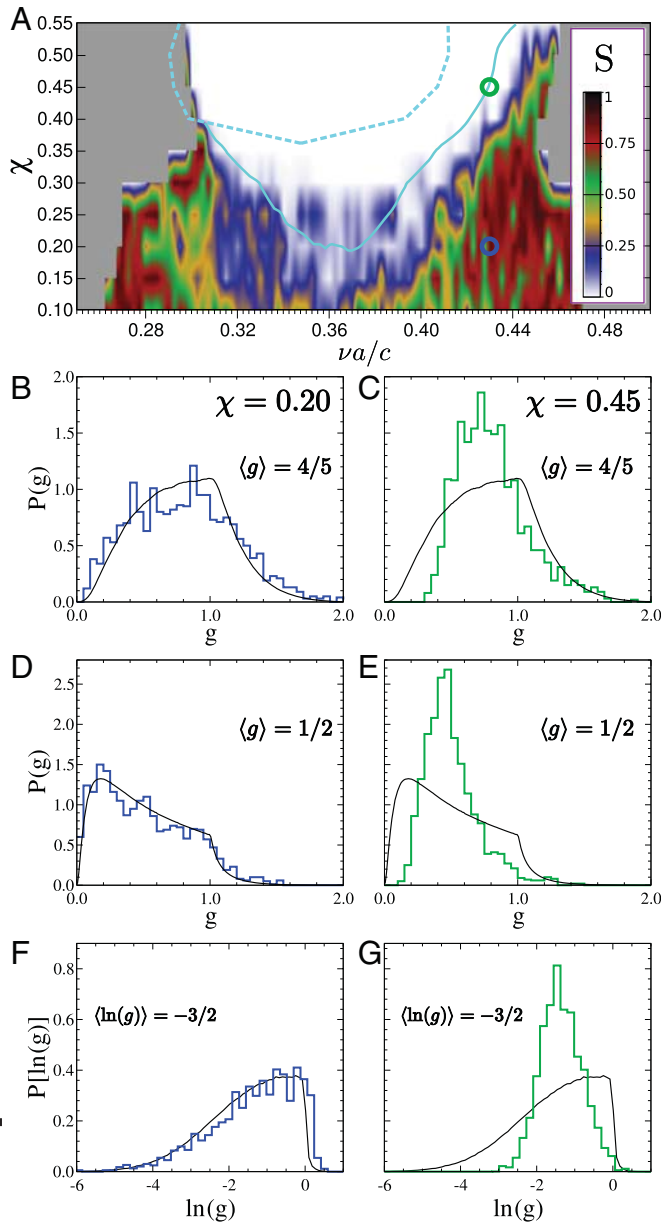 A
0.55
0.50
0.45
0.40
0.35
0.30
0.25
0.20
0.15
0.10
χ
0.28 0.32 0.36 0.40 0.44 0.48
νa/c
S
1
0.75
0.50
0.25
0
B
χ = 0.20
⟨g⟩ = 4/5
P(g)
2.0
1.5
1.0
0.5
0.0
0.0 1.0 2.0
g
C
χ = 0.45
⟨g⟩ = 4/5
0.0 1.0 2.0
g
D
⟨g⟩ = 1/2
P(g)
2.5
2.0
1.5
1.0
0.5
0.0
0.0 1.0 2.0
g
E
⟨g⟩ = 1/2
0.0 1.0 2.0
g
F
⟨ln(g)⟩ = −3/2
P[ln(g)]
0.8
0.6
0.4
0.2
0.0
-6 -4 -2 0
ln(g)
G
⟨ln(g)⟩ = −3/2
-6 -4 -2 0
ln(g)